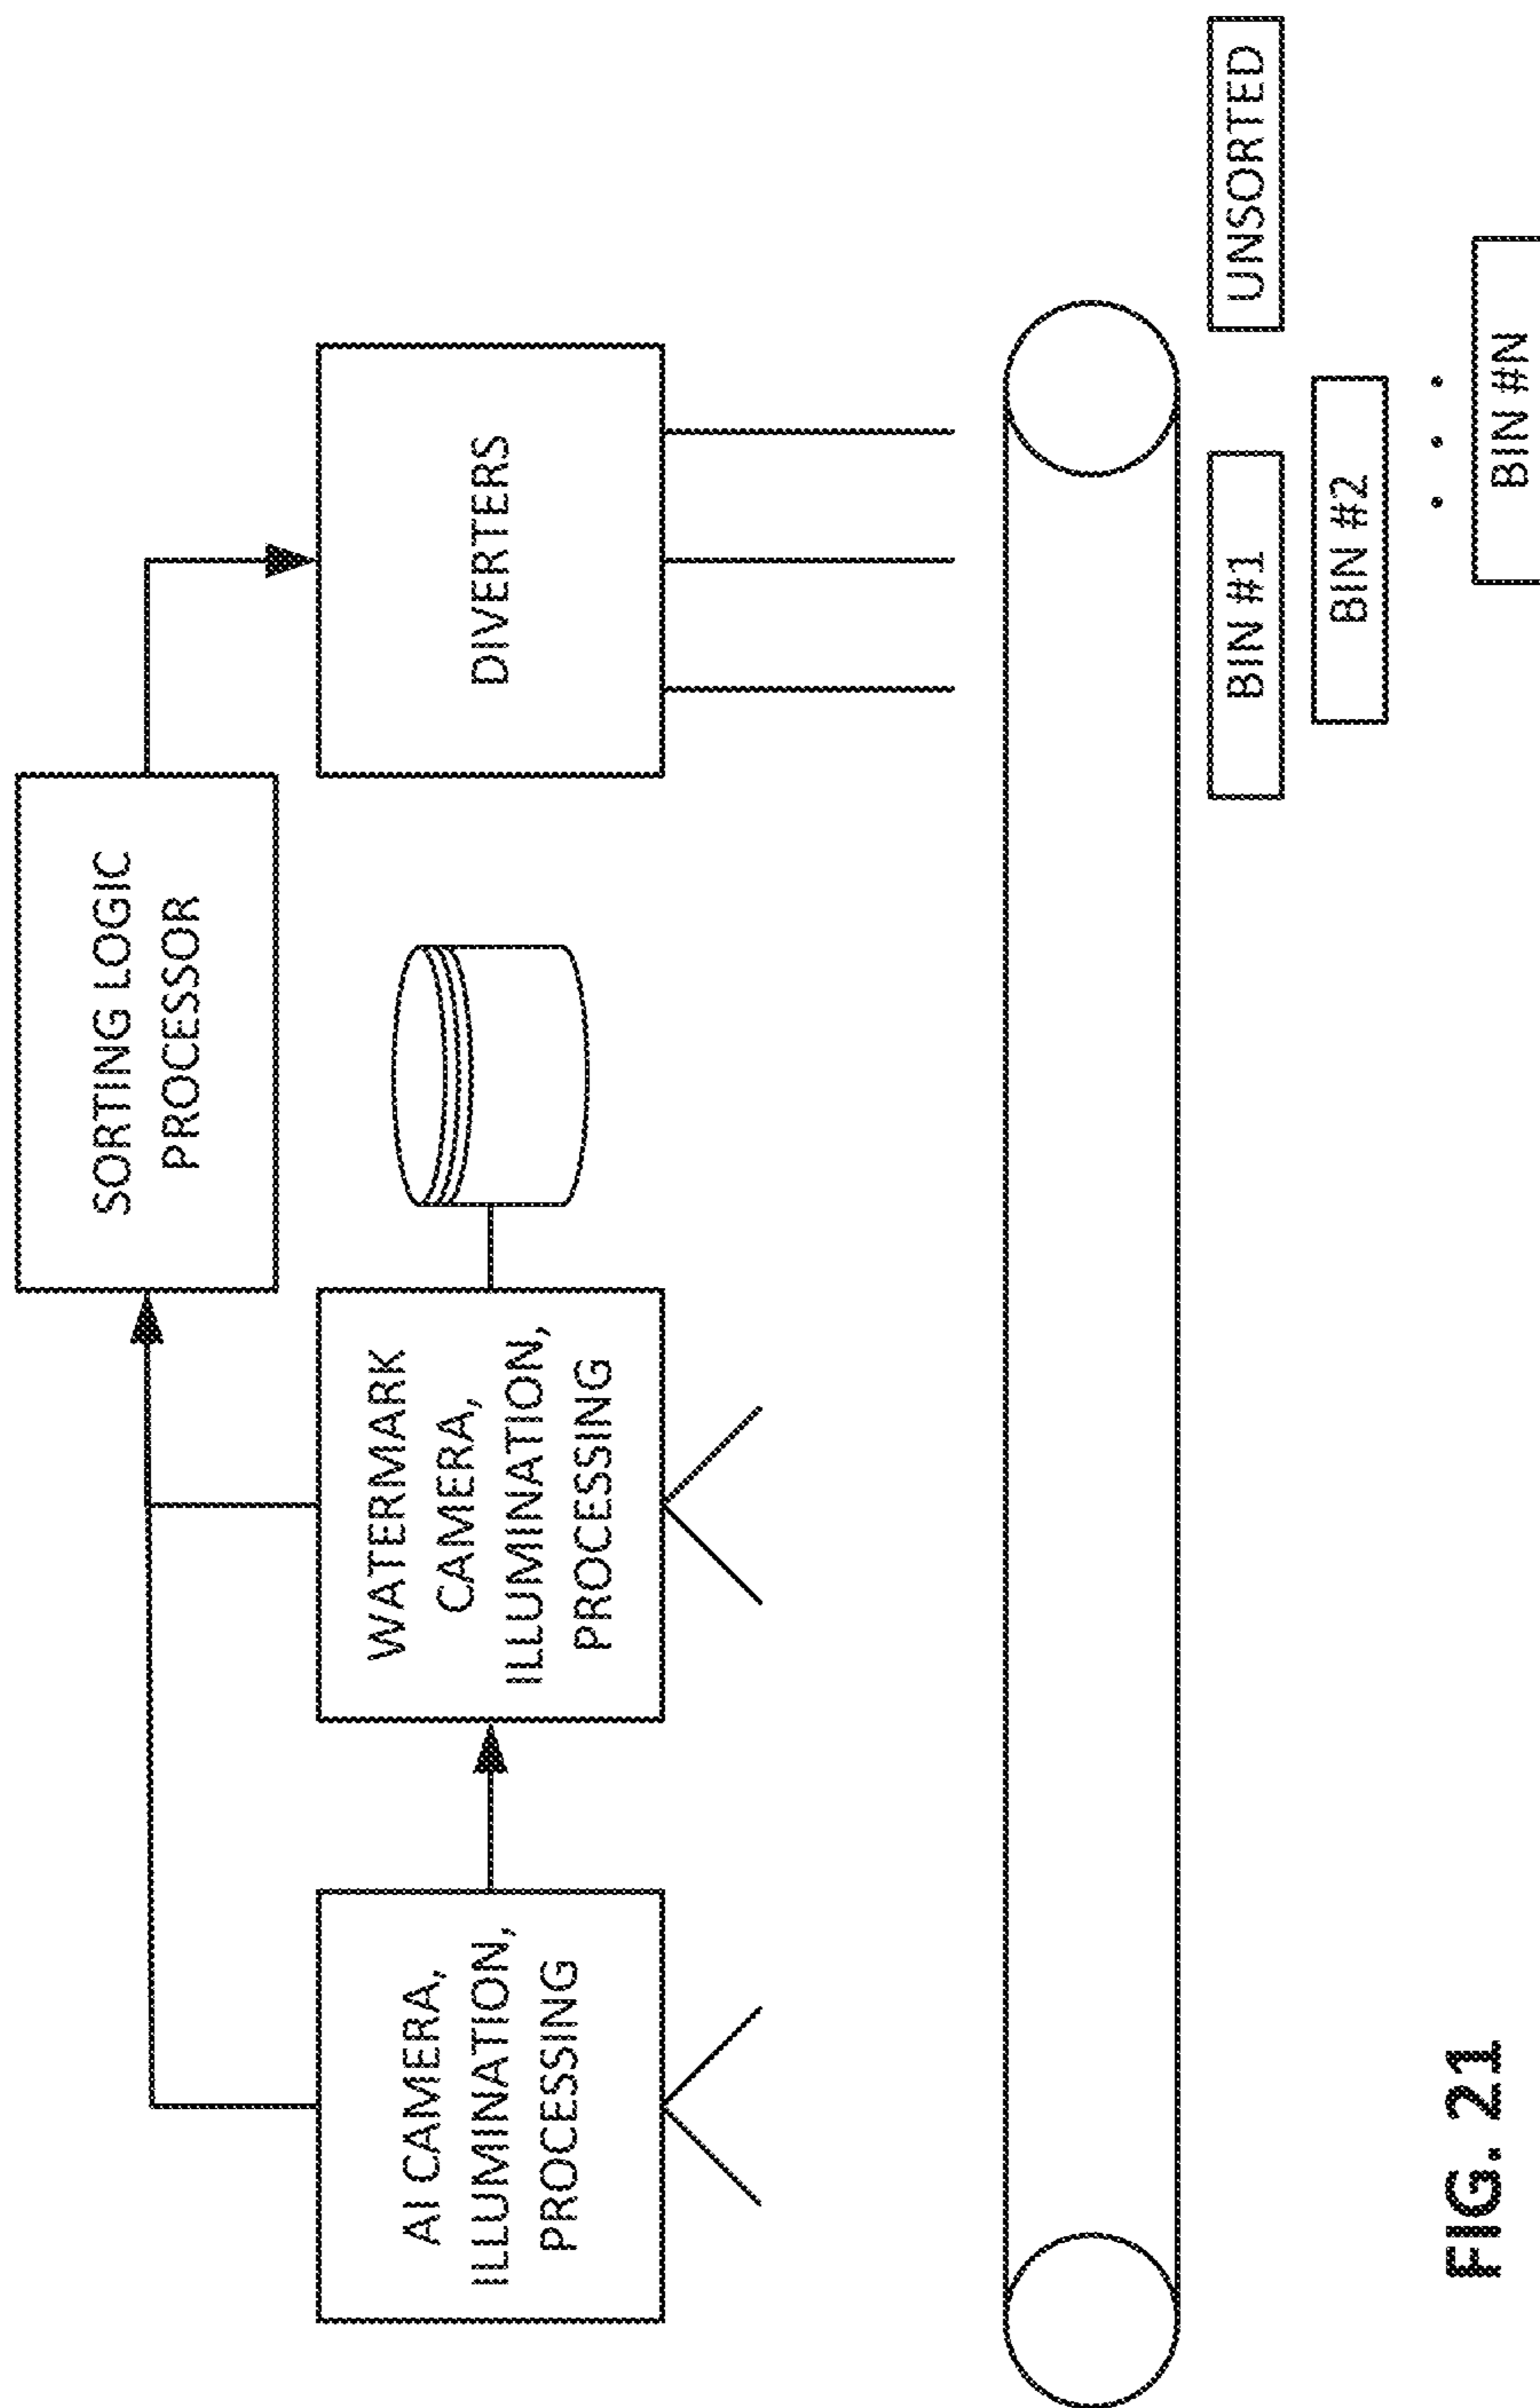 SORTING LOGIC
PROCESSOR
AI CAMERA,
ILLUMINATION,
PROCESSING
WATERMARK
CAMERA,
ILLUMINATION,
PROCESSING
DIVERTERS
BIN #1
UNSORTED
BIN #2
• • •
BIN #N
FIG. 21